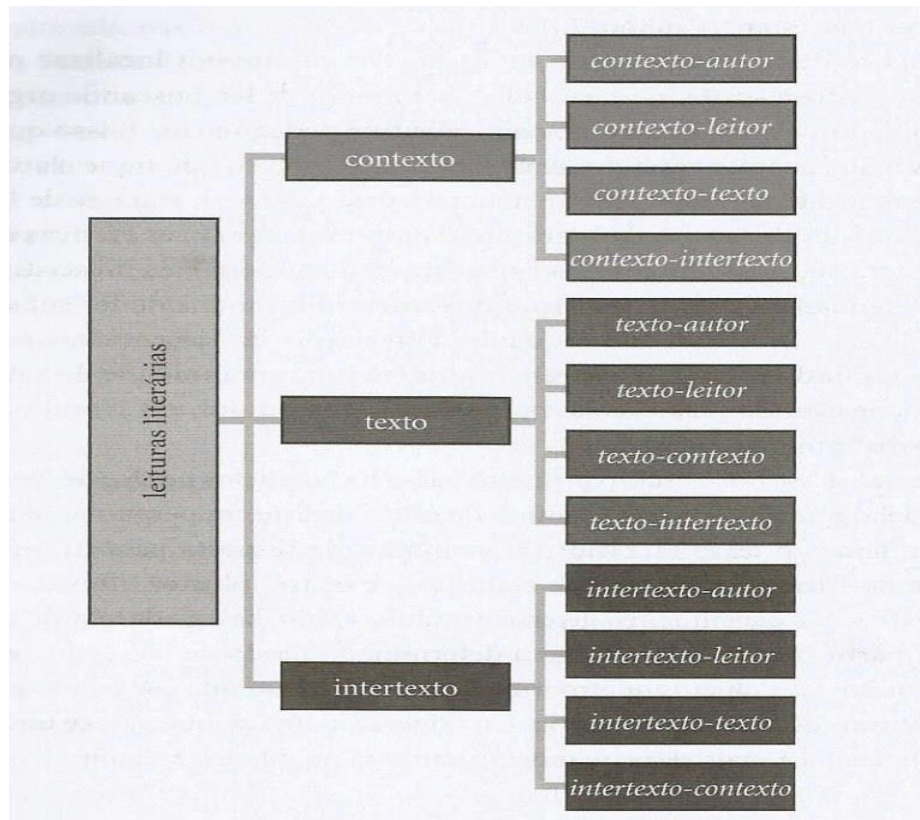 leituras literárias
contexto
contexto-autor
contexto-leitor
contexto-texto
contexto-intertexto
texto
texto-autor
texto-leitor
texto-contexto
texto-intertexto
intertexto
intertexto-autor
intertexto-leitor
intertexto-texto
intertexto-contexto